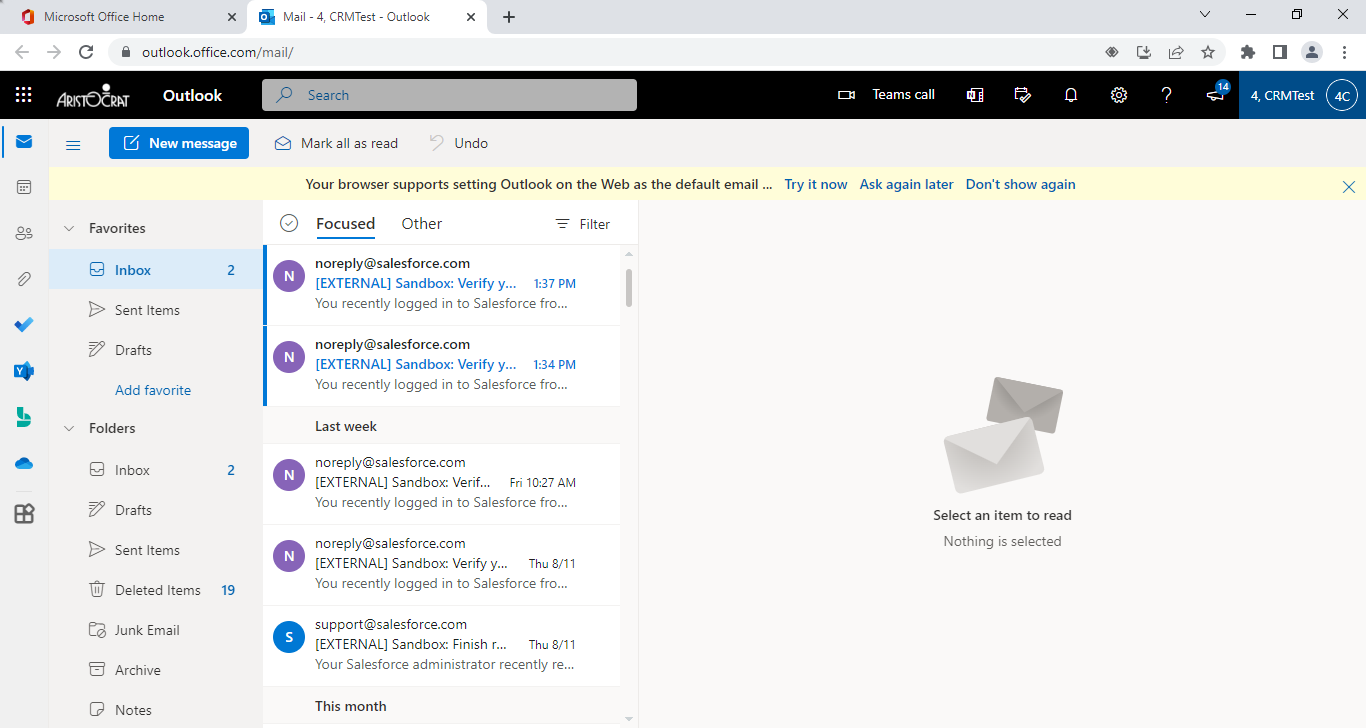 Microsoft Office Home
Mail - 4, CRMTest - Outlook
outlook.office.com/mail/
ARISTOCRAT
Outlook
Search
Teams call
14
4, CRMTest
4C
New message
Mark all as read
Undo
Your browser supports setting Outlook on the Web as the default email ... Try it now Ask again later Don't show again
Favorites
Inbox 2
Sent Items
Drafts
Add favorite
Folders
Inbox 2
Drafts
Sent Items
Deleted Items 19
Junk Email
Archive
Notes
Focused Other Filter
N
noreply@salesforce.com
[EXTERNAL] Sandbox: Verify y... 1:37 PM
You recently logged in to Salesforce fro...
N
noreply@salesforce.com
[EXTERNAL] Sandbox: Verify y... 1:34 PM
You recently logged in to Salesforce fro...
Last week
N
noreply@salesforce.com
[EXTERNAL] Sandbox: Verif... Fri 10:27 AM
You recently logged in to Salesforce fro...
N
noreply@salesforce.com
[EXTERNAL] Sandbox: Verify y... Thu 8/11
You recently logged in to Salesforce fro...
S
support@salesforce.com
[EXTERNAL] Sandbox: Finish r... Thu 8/11
Your Salesforce administrator recently re...
This month
Select an item to read
Nothing is selected